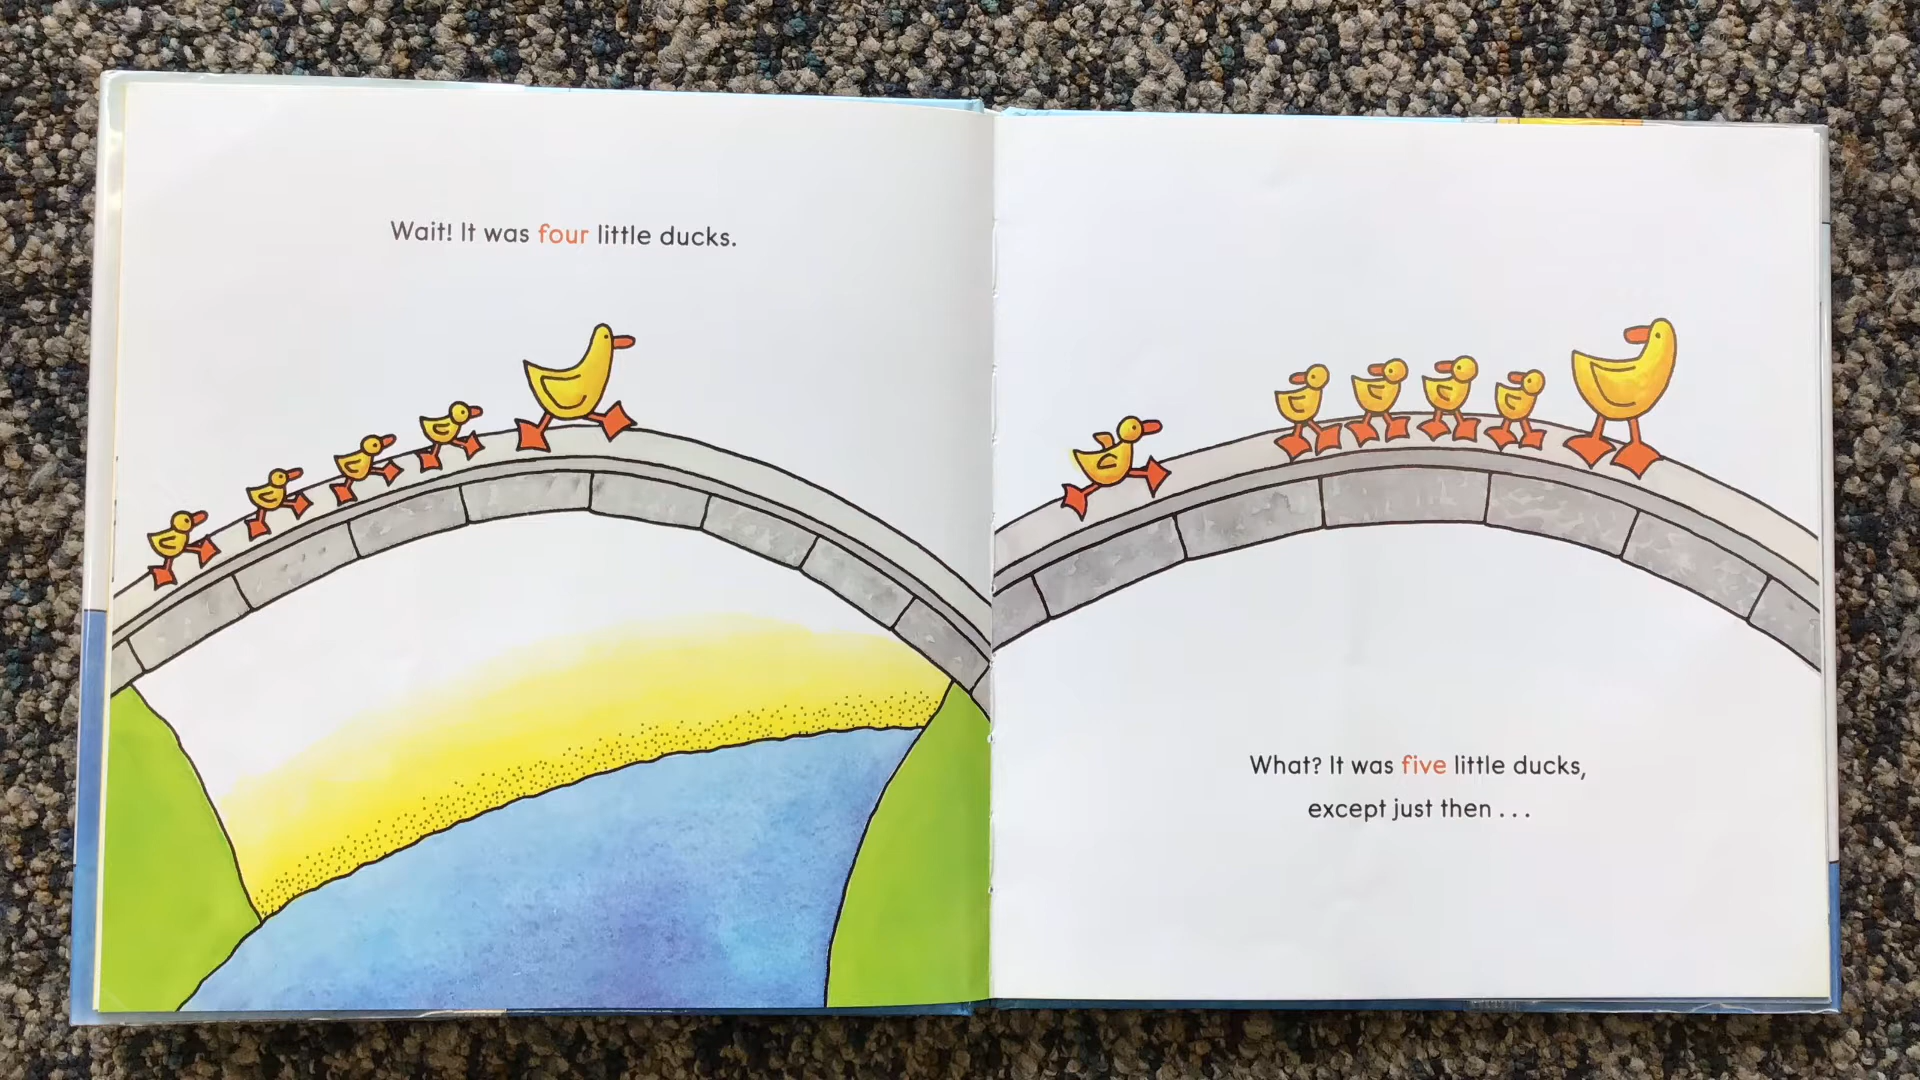 Wait! It was four little ducks.
What? It was five little ducks,
except just then . . .